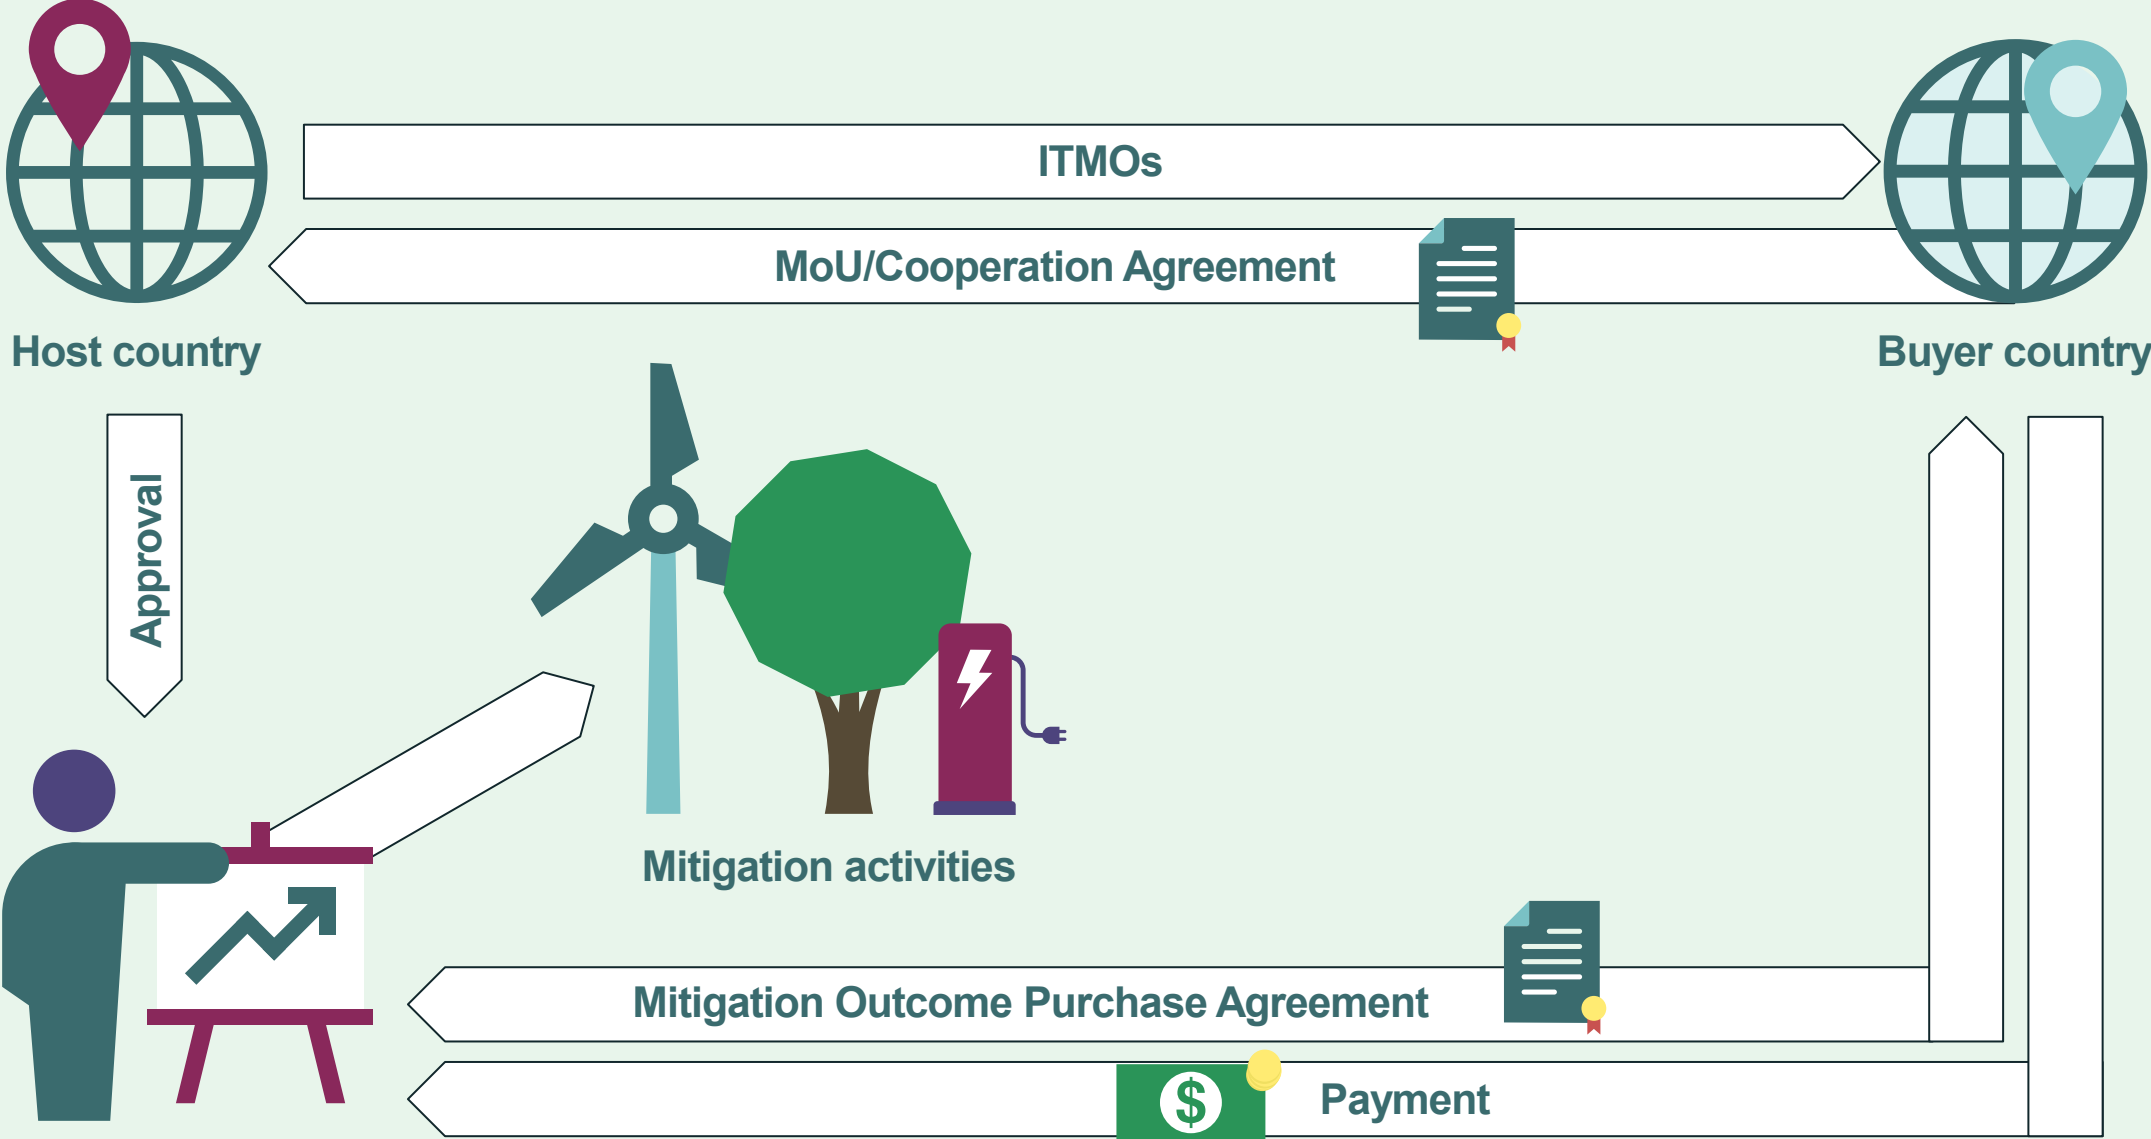 ITMOs
MoU/Cooperation Agreement
Host country
Buyer country
Approval
Mitigation activities
Mitigation Outcome Purchase Agreement
$
Payment